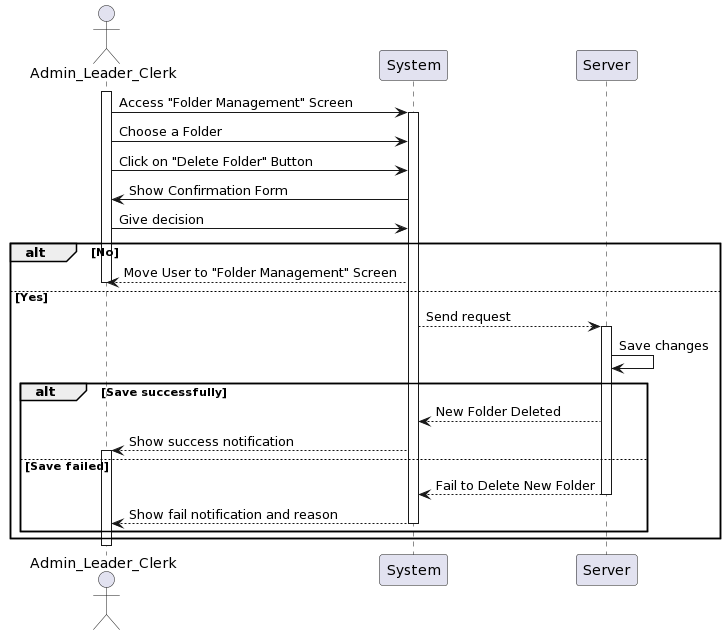 Admin_Leader_Clerk
System
Server
Access "Folder Management" Screen
Choose a Folder
Click on "Delete Folder" Button
Show Confirmation Form
Give decision
alt
[No]
Move User to "Folder Management" Screen
[Yes]
Send request
Save changes
alt
[Save successfully]
New Folder Deleted
Show success notification
[Save failed]
Fail to Delete New Folder
Show fail notification and reason
Admin_Leader_Clerk
System
Server